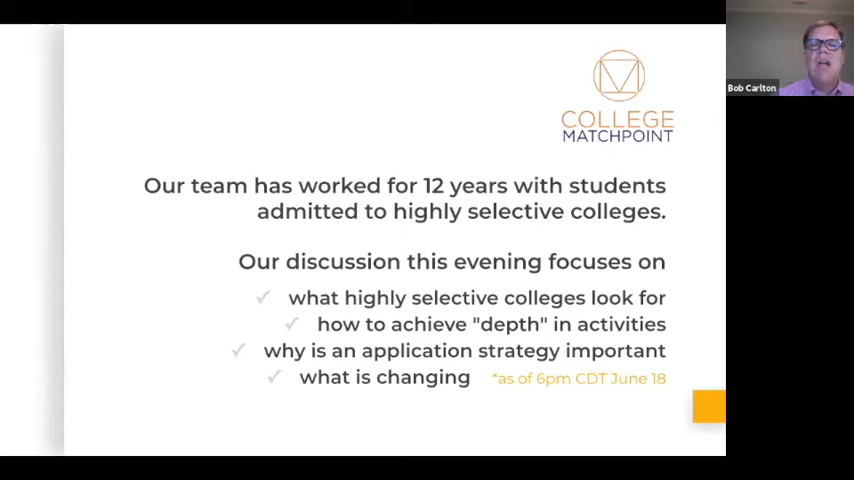 Bob Carlton
COLLEGE
MATCHPOINT
Our team has worked for 12 years with students
admitted to highly selective colleges.
Our discussion this evening focuses on
✓ what highly selective colleges look for
✓ how to achieve "depth" in activities
✓ why is an application strategy important
✓ what is changing *as of 6pm CDT June 18